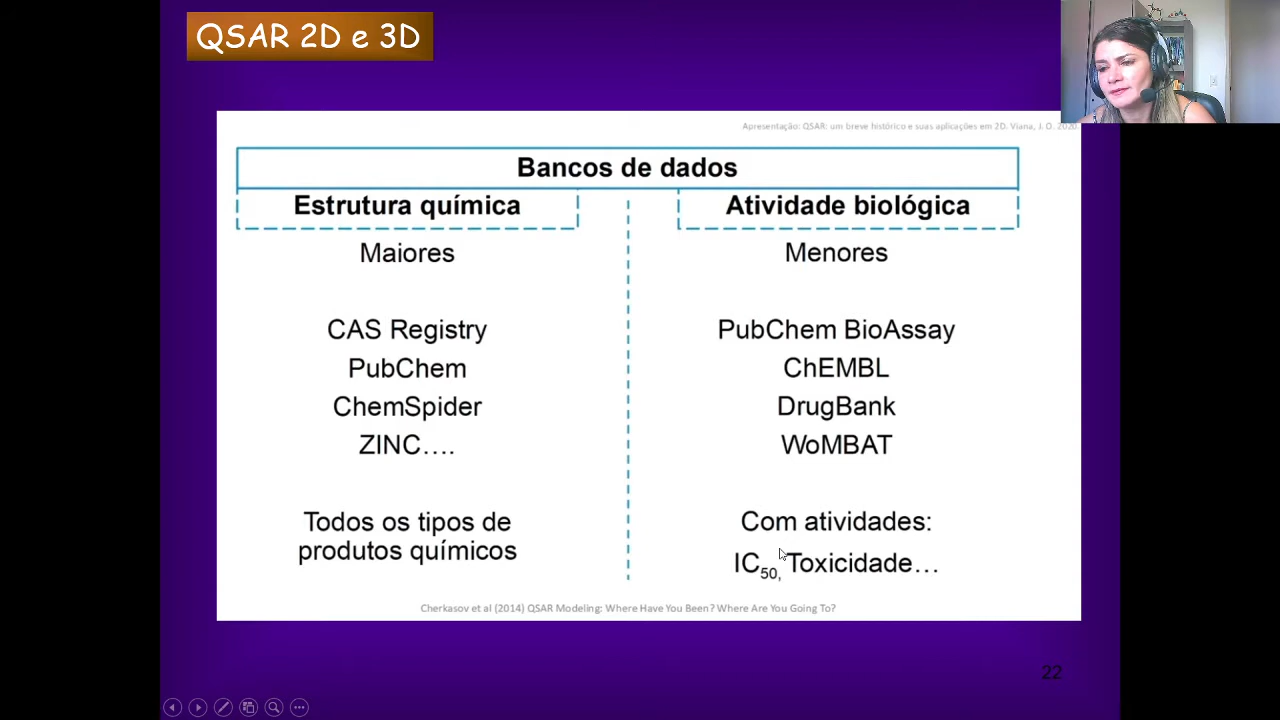 QSAR 2D e 3D
Apresentação: QSAR: um breve histórico e suas aplicações em 2D. Viana, J. O. 2020.
Bancos de dados
Estrutura química
Atividade biológica
Maiores
Menores
CAS Registry
PubChem BioAssay
PubChem
ChEMBL
ChemSpider
DrugBank
ZINC….
WoMBAT
Todos os tipos de
produtos químicos
Com atividades:
IC50, Toxicidade…
Cherkasov et al (2014) QSAR Modeling: Where Have You Been? Where Are You Going To?
22